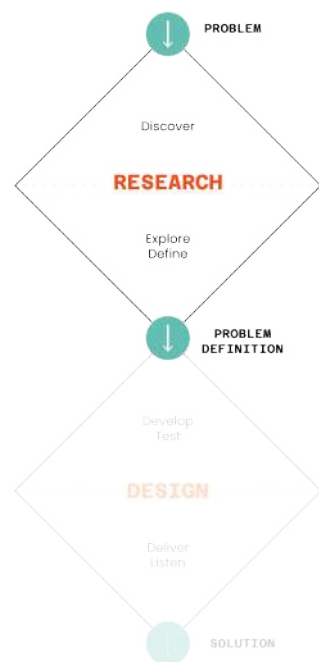 PROBLEM
Discover
RESEARCH
Explore
Define
PROBLEM
DEFINITION
Develop
Test
DESIGN
Deliver
Listen
SOLUTION